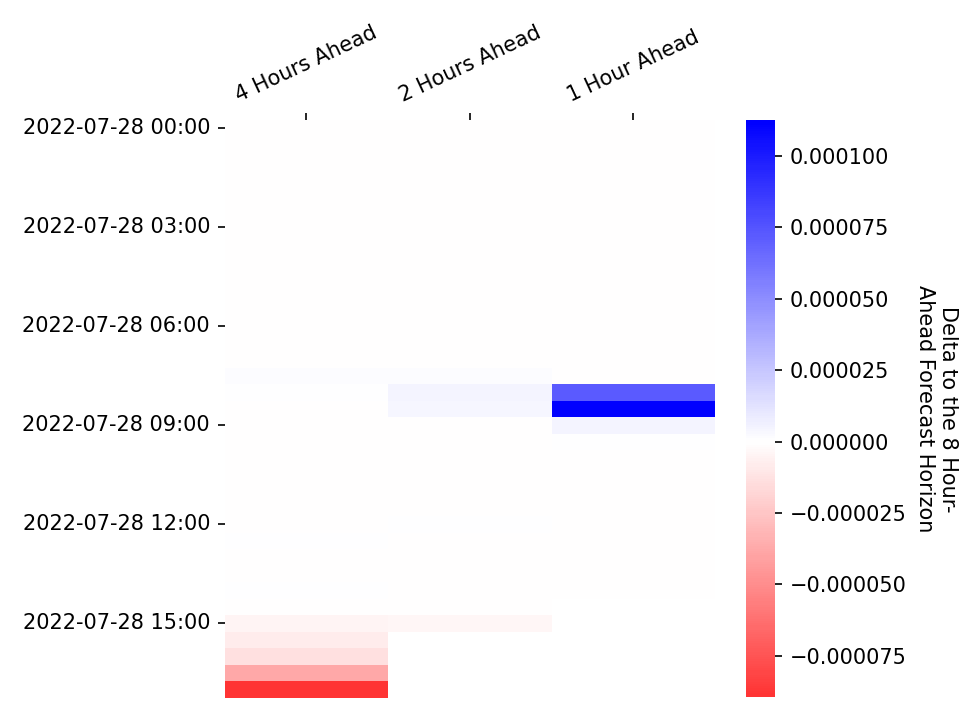 4 Hours Ahead
2 Hours Ahead
1 Hour Ahead
2022-07-28 00:00
2022-07-28 03:00
2022-07-28 06:00
2022-07-28 09:00
2022-07-28 12:00
2022-07-28 15:00
0.000100
0.000075
0.000050
0.000025
0.000000
−0.000025
−0.000050
−0.000075
Delta to the 8 Hour-
Ahead Forecast Horizon